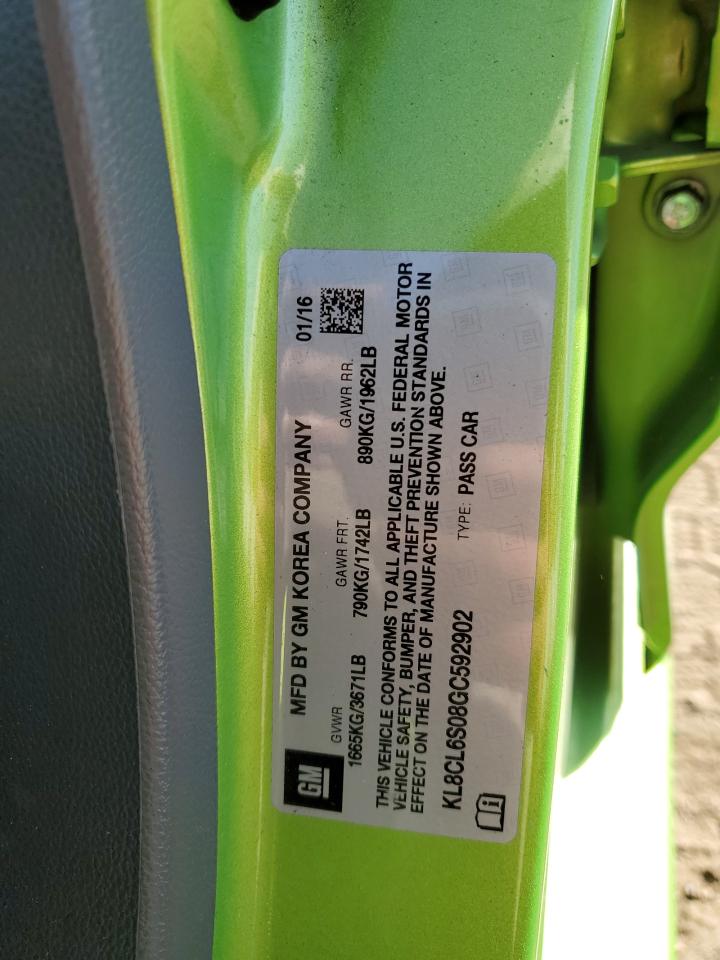 GM
MFD BY GM KOREA COMPANY 01/16
GVWR GAWR FRT. GAWR RR.
1665KG/3671LB 790KG/1742LB 890KG/1962LB
THIS VEHICLE CONFORMS TO ALL APPLICABLE U.S. FEDERAL MOTOR
VEHICLE SAFETY, BUMPER, AND THEFT PREVENTION STANDARDS IN
EFFECT ON THE DATE OF MANUFACTURE SHOWN ABOVE.
KL8CL6S08GC592902 TYPE: PASS CAR